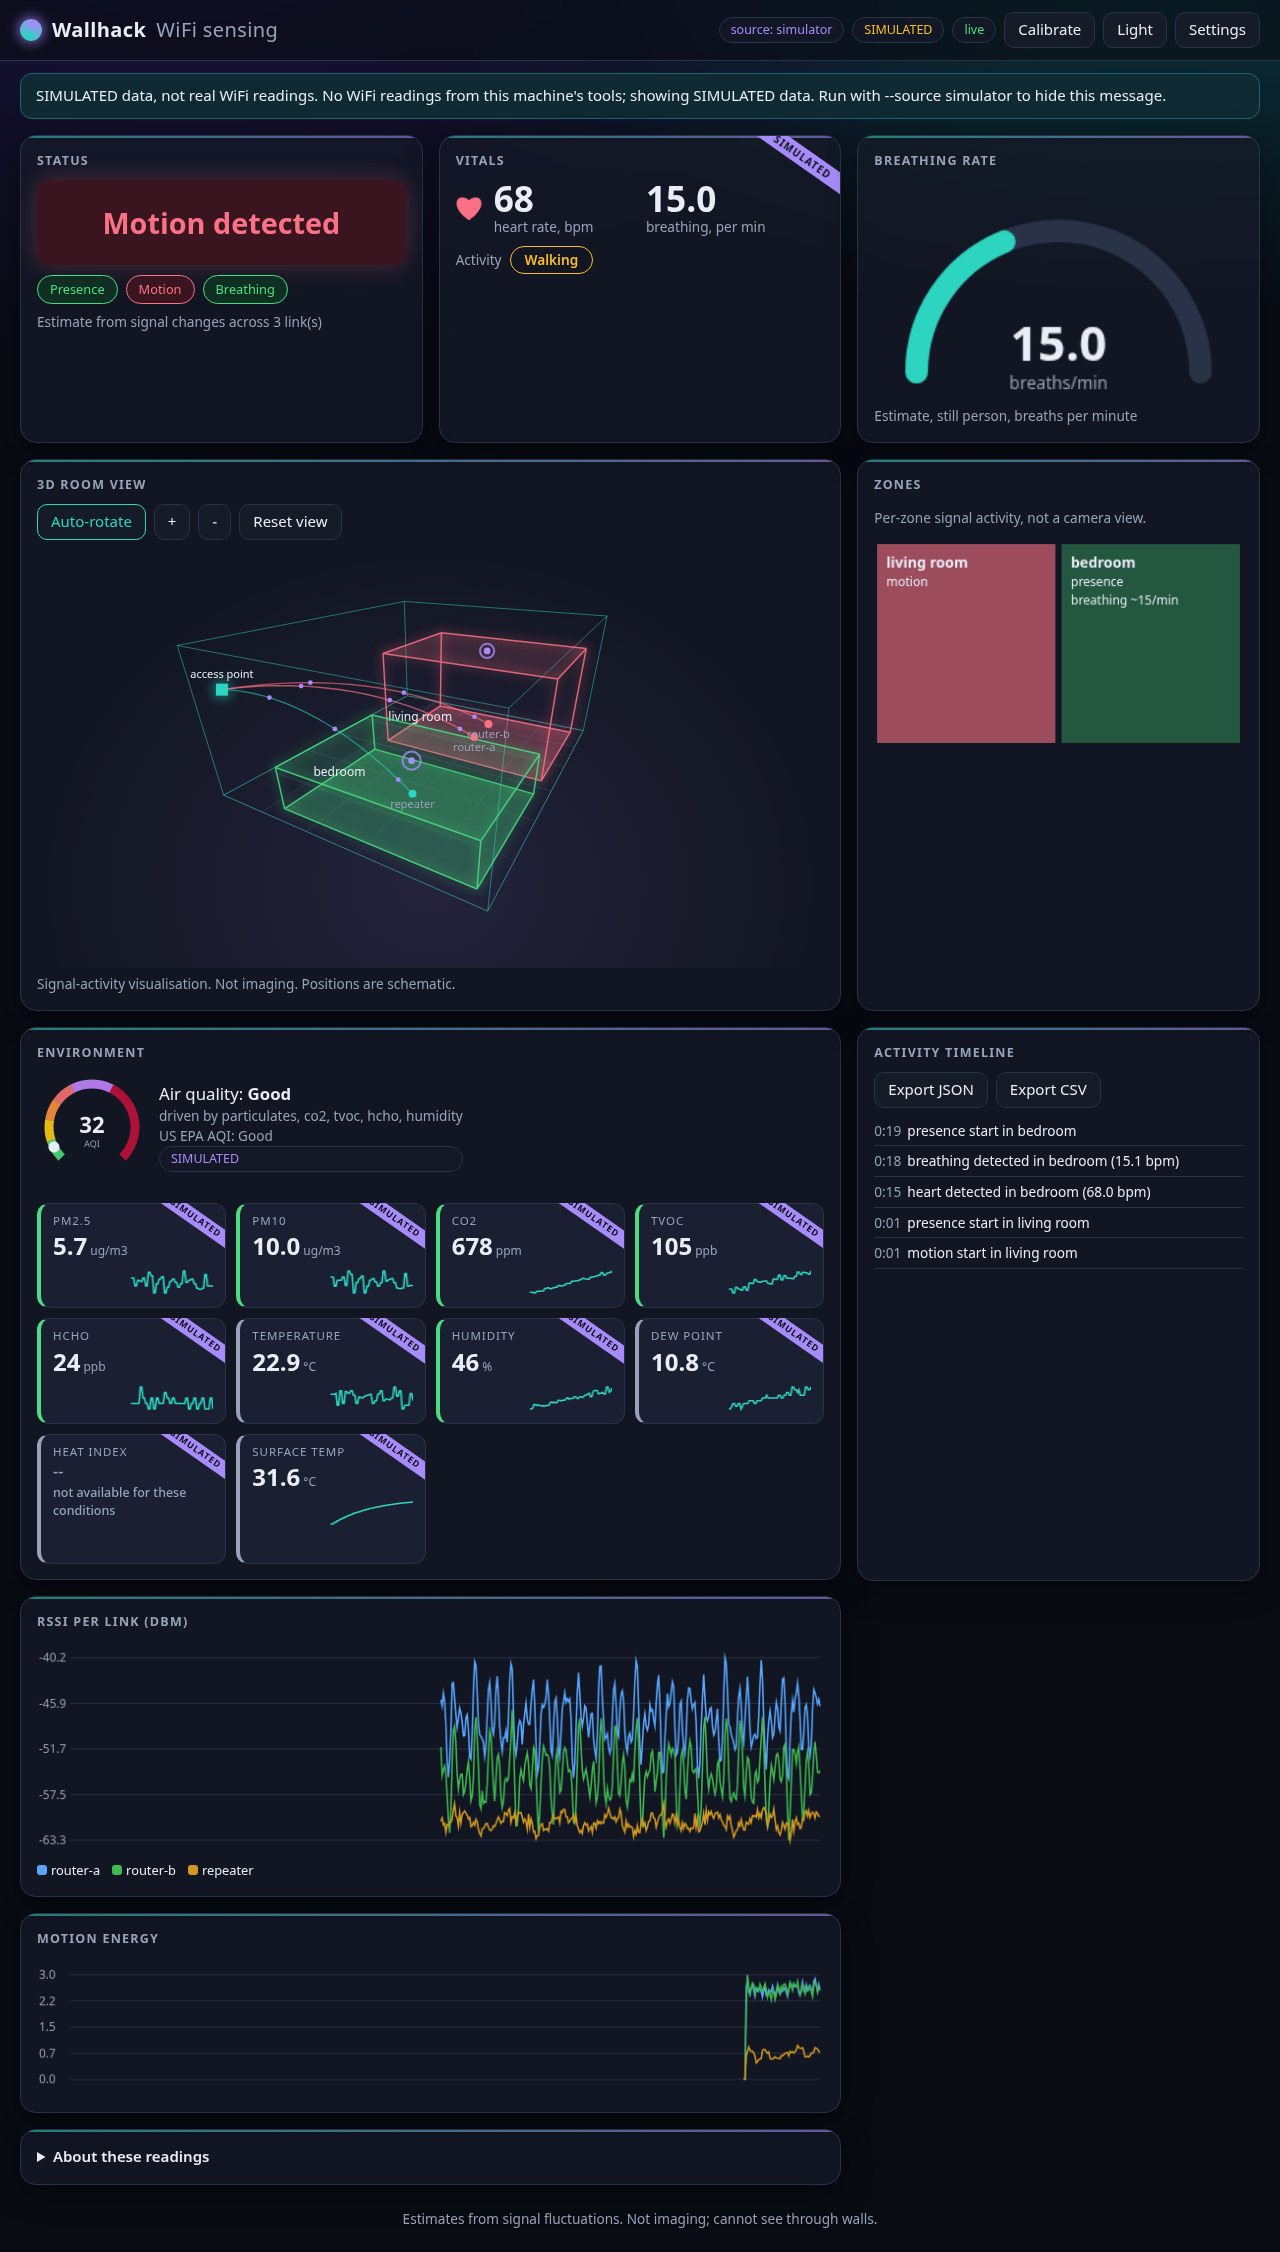 Wallhack WiFi sensing
source: simulator SIMULATED live Calibrate Light Settings
SIMULATED data, not real WiFi readings. No WiFi readings from this machine's tools; showing SIMULATED data. Run with --source simulator to hide this message.
STATUS
Motion detected
Presence Motion Breathing
Estimate from signal changes across 3 link(s)
VITALS
SIMULATED
68
heart rate, bpm
15.0
breathing, per min
Activity Walking
BREATHING RATE
15.0
breaths/min
Estimate, still person, breaths per minute
3D ROOM VIEW
Auto-rotate + - Reset view
access point
living room
router-b
router-a
bedroom
repeater
Signal-activity visualisation. Not imaging. Positions are schematic.
ZONES
Per-zone signal activity, not a camera view.
living room
motion
bedroom
presence
breathing ~15/min
ENVIRONMENT
32
AQI
Air quality: Good
driven by particulates, co2, tvoc, hcho, humidity
US EPA AQI: Good
SIMULATED
PM2.5
SIMULATED
5.7 ug/m3
PM10
SIMULATED
10.0 ug/m3
CO2
SIMULATED
678 ppm
TVOC
SIMULATED
105 ppb
HCHO
SIMULATED
24 ppb
TEMPERATURE
SIMULATED
22.9 °C
HUMIDITY
SIMULATED
46 %
DEW POINT
SIMULATED
10.8 °C
HEAT INDEX
SIMULATED
--
not available for these
conditions
SURFACE TEMP
SIMULATED
31.6 °C
ACTIVITY TIMELINE
Export JSON Export CSV
0:19 presence start in bedroom
0:18 breathing detected in bedroom (15.1 bpm)
0:15 heart detected in bedroom (68.0 bpm)
0:01 presence start in living room
0:01 motion start in living room
RSSI PER LINK (DBM)
-40.2
-45.9
-51.7
-57.5
-63.3
router-a router-b repeater
MOTION ENERGY
3.0
2.2
1.5
0.7
0.0
About these readings
Estimates from signal fluctuations. Not imaging; cannot see through walls.